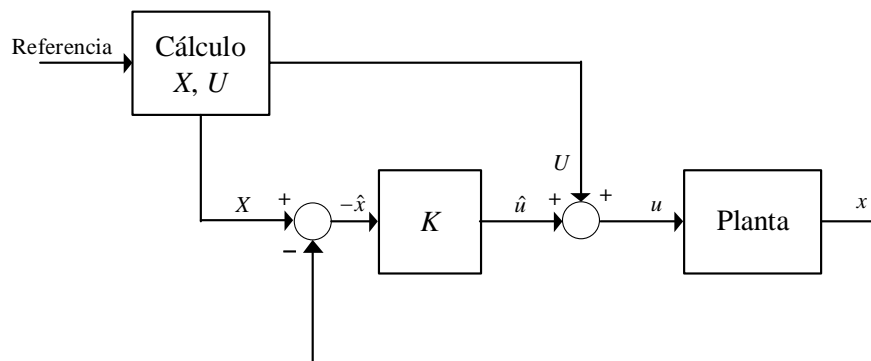 Referencia
Cálculo
X, U
U
X
+
−
−x̂
K
û
+
+
u
Planta
x